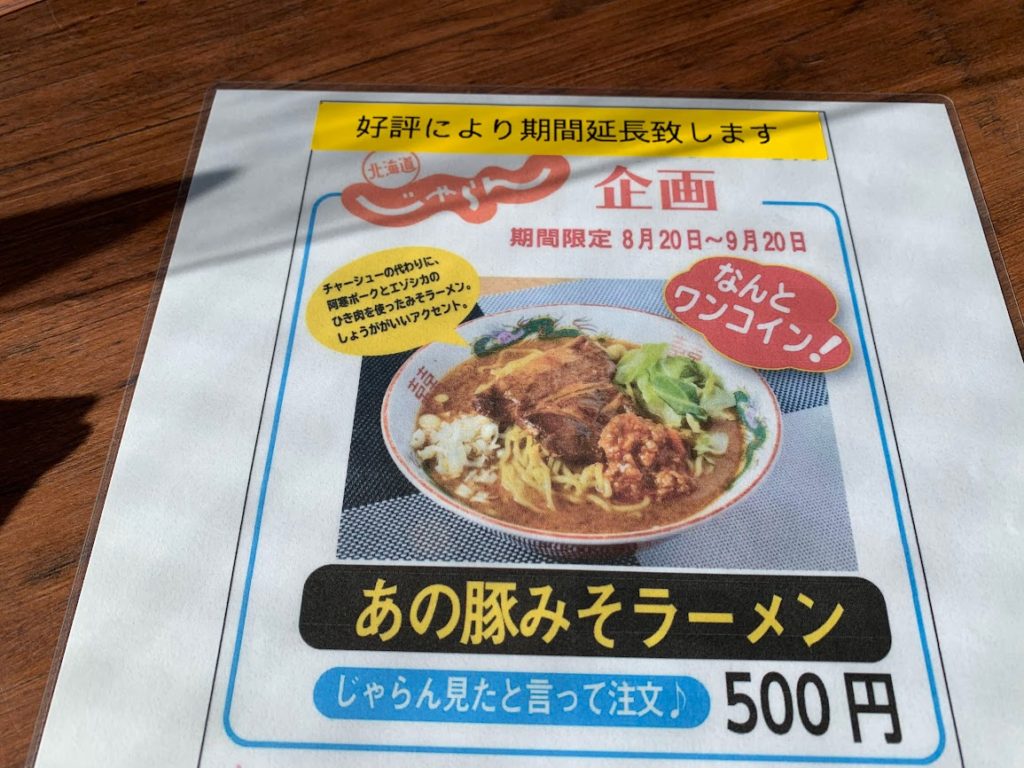 好評により期間延長致します
北海道
じゃらん
企画
期間限定 8月20日～9月20日
チャーシューの代わりに、
阿寒ポークとエゾシカの
ひき肉を使ったみそラーメン。
しょうががいいアクセント。
なんと
ワンコイン!
あの豚みそラーメン
じゃらん見たと言って注文♪
500円